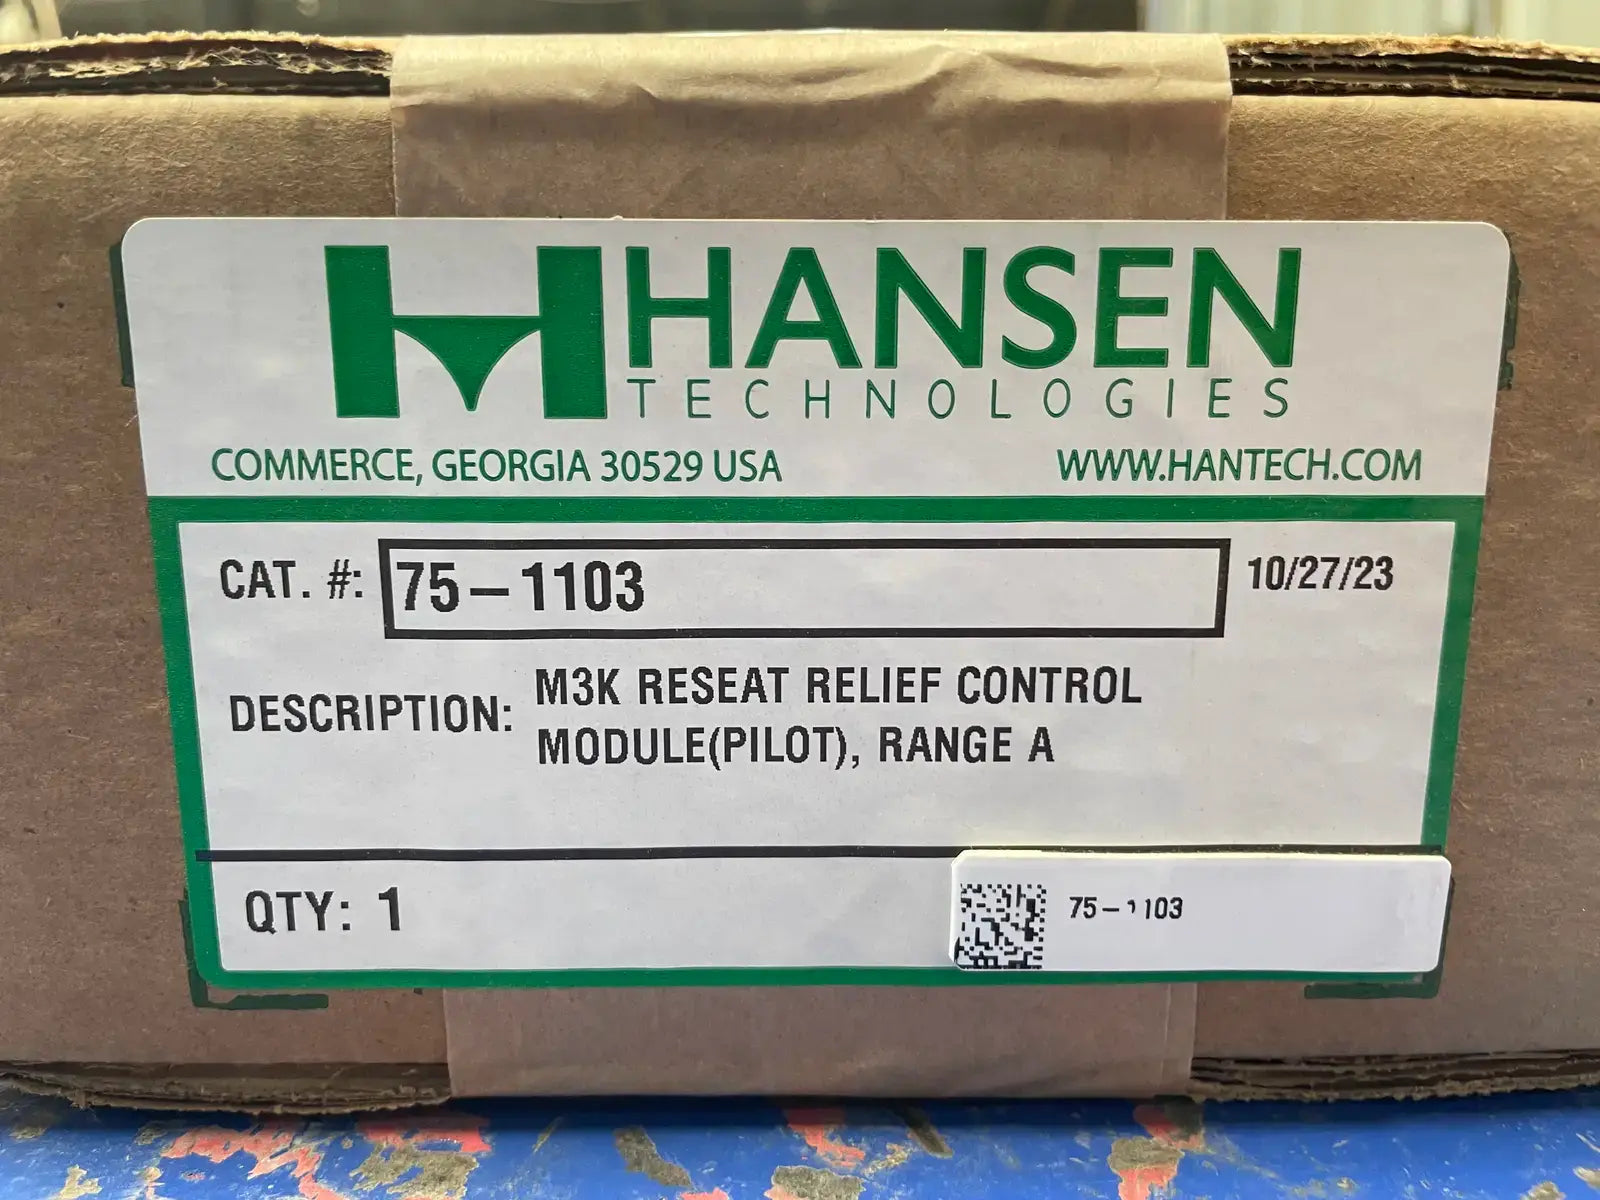 HANSEN
TECHNOLOGIES
COMMERCE, GEORGIA 30529 USA
WWW.HANTECH.COM
CAT. #: 75-1103
10/27/23
DESCRIPTION: M3K RESEAT RELIEF CONTROL
MODULE(PILOT), RANGE A
QTY: 1
75-1103